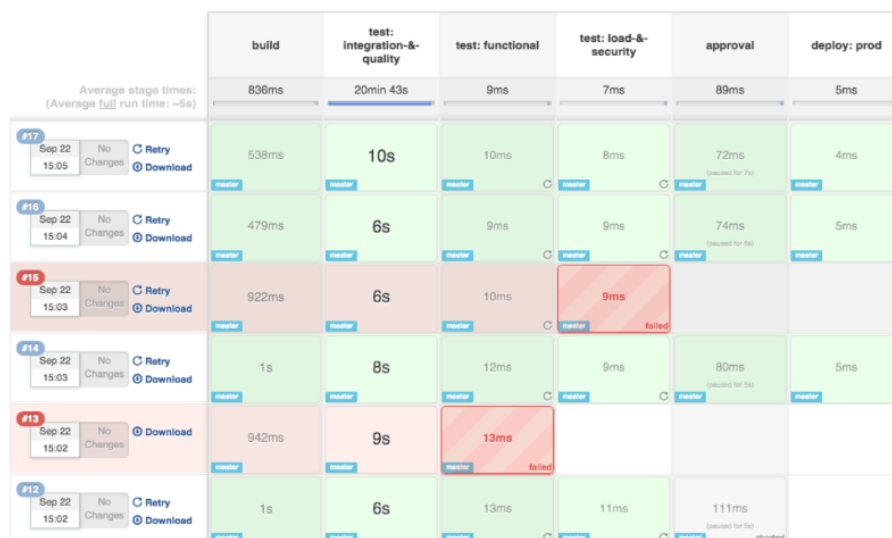 build
test:
integration-&-
quality
test: functional
test: load-&-
security
approval
deploy: prod
Average stage times:
(Average full run time: ~5s)
836ms
20min 43s
9ms
7ms
89ms
5ms
#17
Sep 22
15:05
No
Changes
Retry
Download
538ms
master
10s
master
10ms
master
8ms
master
72ms
(paused for 7s)
master
4ms
master
#16
Sep 22
15:04
No
Changes
Retry
Download
479ms
master
6s
master
9ms
master
9ms
master
74ms
(paused for 6s)
master
5ms
master
#15
Sep 22
15:03
No
Changes
Retry
Download
922ms
master
6s
master
10ms
master
9ms
master
failed
#14
Sep 22
15:03
No
Changes
Retry
Download
1s
master
8s
master
12ms
master
9ms
master
80ms
(paused for 5s)
master
5ms
master
#13
Sep 22
15:02
No
Changes
Download
942ms
master
9s
master
13ms
master
failed
#12
Sep 22
15:02
No
Changes
Retry
Download
1s
master
6s
master
13ms
master
11ms
master
111ms
(paused for 5s)
master
aborted